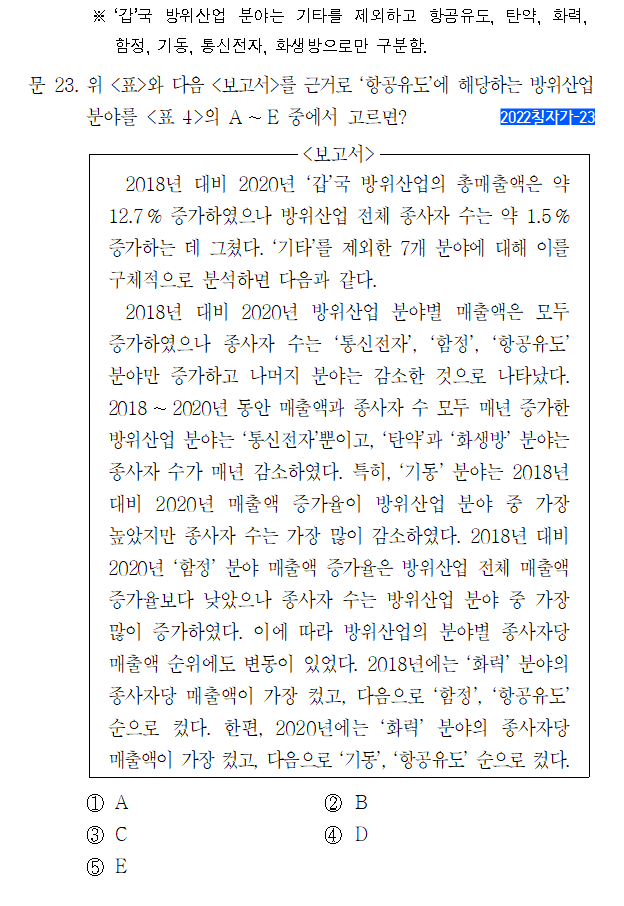 ※ ‘갑’국 방위산업 분야는 기타를 제외하고 항공유도, 탄약, 화력,
함정, 기동, 통신전자, 화생방으로만 구분함.
문 23. 위 <표>와 다음 <보고서>를 근거로 ‘항공유도’에 해당하는 방위산업
분야를 <표 4>의 A~E 중에서 고르면?
2022칠자가-23
<보고서>
2018년 대비 2020년 ‘갑’국 방위산업의 총매출액은 약
12.7% 증가하였으나 방위산업 전체 종사자 수는 약 1.5%
증가하는 데 그쳤다. ‘기타’를 제외한 7개 분야에 대해 이를
구체적으로 분석하면 다음과 같다.
2018년 대비 2020년 방위산업 분야별 매출액은 모두
증가하였으나 종사자 수는 ‘통신전자’, ‘함정’, ‘항공유도’
분야만 증가하고 나머지 분야는 감소한 것으로 나타났다.
2018~2020년 동안 매출액과 종사자 수 모두 매년 증가한
방위산업 분야는 ‘통신전자’뿐이고, ‘탄약’과 ‘화생방’ 분야는
종사자 수가 매년 감소하였다. 특히, ‘기동’ 분야는 2018년
대비 2020년 매출액 증가율이 방위산업 분야 중 가장
높았지만 종사자 수는 가장 많이 감소하였다. 2018년 대비
2020년 ‘함정’ 분야 매출액 증가율은 방위산업 전체 매출액
증가율보다 낮았으나 종사자 수는 방위산업 분야 중 가장
많이 증가하였다. 이에 따라 방위산업의 분야별 종사자당
매출액 순위에도 변동이 있었다. 2018년에는 ‘화력’ 분야의
종사자당 매출액이 가장 컸고, 다음으로 ‘함정’, ‘항공유도’
순으로 컸다. 한편, 2020년에는 ‘화력’ 분야의 종사자당
매출액이 가장 컸고, 다음으로 ‘기동’, ‘항공유도’ 순으로 컸다.
① A ② B
③ C ④ D
⑤ E